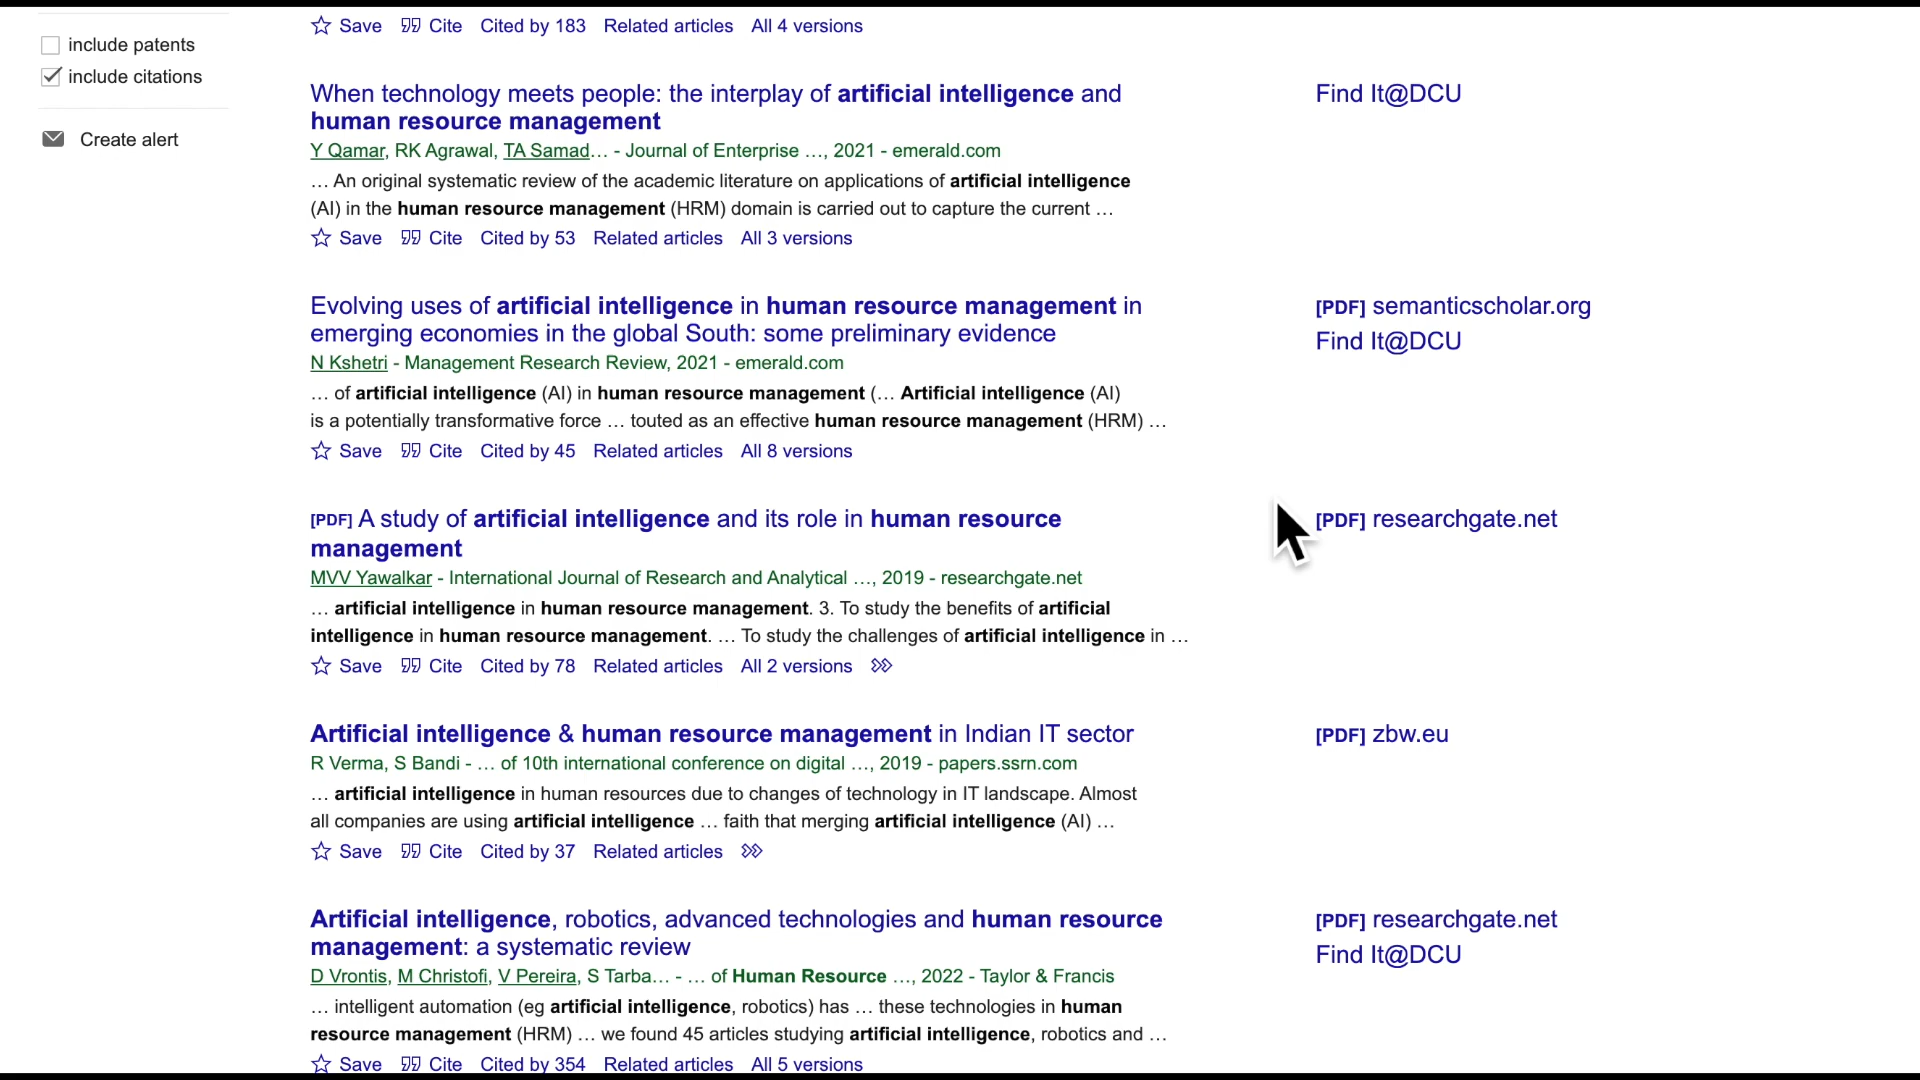 Save Cite Cited by 183 Related articles All 4 versions
include patents
include citations
Create alert
When technology meets people: the interplay of artificial intelligence and
human resource management
Find It@DCU
Y Qamar, RK Agrawal, TA Samad… - Journal of Enterprise …, 2021 - emerald.com
… An original systematic review of the academic literature on applications of artificial intelligence
(AI) in the human resource management (HRM) domain is carried out to capture the current …
Save Cite Cited by 53 Related articles All 3 versions
Evolving uses of artificial intelligence in human resource management in
emerging economies in the global South: some preliminary evidence
[PDF] semanticscholar.org
Find It@DCU
N Kshetri - Management Research Review, 2021 - emerald.com
… of artificial intelligence (AI) in human resource management (… Artificial intelligence (AI)
is a potentially transformative force … touted as an effective human resource management (HRM) …
Save Cite Cited by 45 Related articles All 8 versions
[PDF] A study of artificial intelligence and its role in human resource
management
[PDF] researchgate.net
MVV Yawalkar - International Journal of Research and Analytical …, 2019 - researchgate.net
… artificial intelligence in human resource management. 3. To study the benefits of artificial
intelligence in human resource management. … To study the challenges of artificial intelligence in …
Save Cite Cited by 78 Related articles All 2 versions
Artificial intelligence & human resource management in Indian IT sector
[PDF] zbw.eu
R Verma, S Bandi - … of 10th international conference on digital …, 2019 - papers.ssrn.com
… artificial intelligence in human resources due to changes of technology in IT landscape. Almost
all companies are using artificial intelligence … faith that merging artificial intelligence (AI) …
Save Cite Cited by 37 Related articles
Artificial intelligence, robotics, advanced technologies and human resource
management: a systematic review
[PDF] researchgate.net
Find It@DCU
D Vrontis, M Christofi, V Pereira, S Tarba… - … of Human Resource …, 2022 - Taylor & Francis
… intelligent automation (eg artificial intelligence, robotics) has … these technologies in human
resource management (HRM) … we found 45 articles studying artificial intelligence, robotics and …
Save Cite Cited by 354 Related articles All 5 versions